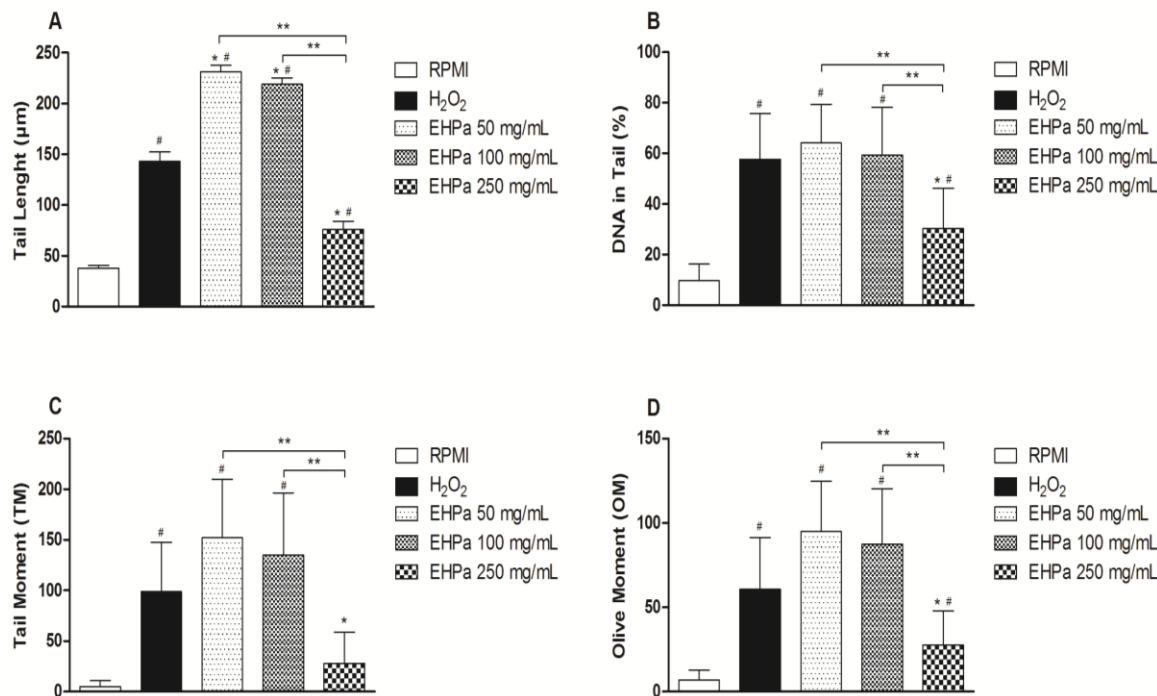 A
Tail Lenght (µm)
250
200
150
100
50
0
#
* #
* #
* #
**
**
RPMI
H₂O₂
EHPa 50 mg/mL
EHPa 100 mg/mL
EHPa 250 mg/mL
B
DNA in Tail (%)
100
80
60
40
20
0
#
#
#
* #
**
**
RPMI
H₂O₂
EHPa 50 mg/mL
EHPa 100 mg/mL
EHPa 250 mg/mL
C
Tail Moment (TM)
250
200
150
100
50
0
#
#
#
*
**
**
RPMI
H₂O₂
EHPa 50 mg/mL
EHPa 100 mg/mL
EHPa 250 mg/mL
D
Olive Moment (OM)
150
100
50
0
#
#
#
* #
**
**
RPMI
H₂O₂
EHPa 50 mg/mL
EHPa 100 mg/mL
EHPa 250 mg/mL